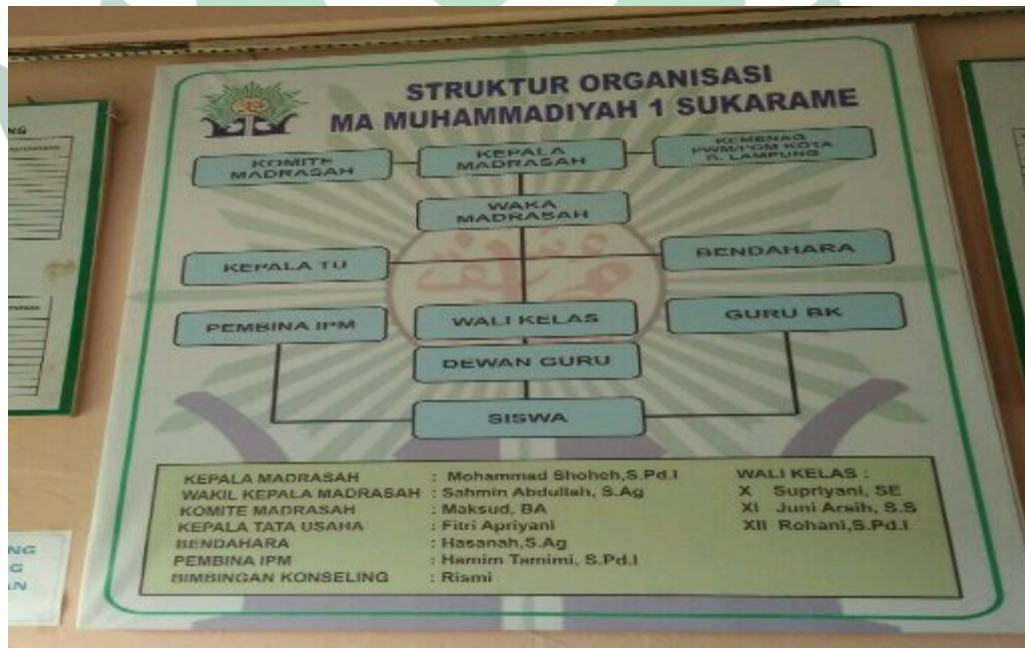 STRUKTUR ORGANISASI
MA MUHAMMADIYAH 1 SUKARAME
KOMITE
MADRASAH
KEPALA
MADRASAH
KEMENAG
PWM/PDM KOTA
B. LAMPUNG
WAKA
MADRASAH
KEPALA TU
BENDAHARA
PEMBINA IPM
WALI KELAS
GURU BK
DEWAN GURU
SISWA
KEPALA MADRASAH : Mohammad Shoheh,S.Pd.I
WAKIL KEPALA MADRASAH : Sahmin Abdullah, S.Ag
KOMITE MADRASAH : Maksud, BA
KEPALA TATA USAHA : Fitri Apriyani
BENDAHARA : Hasanah,S.Ag
PEMBINA IPM : Hamim Tamimi, S.Pd.I
BIMBINGAN KONSELING : Rismi
WALI KELAS :
X Supriyani, SE
XI Juni Arsih, S.S
XII Rohani,S.Pd.I